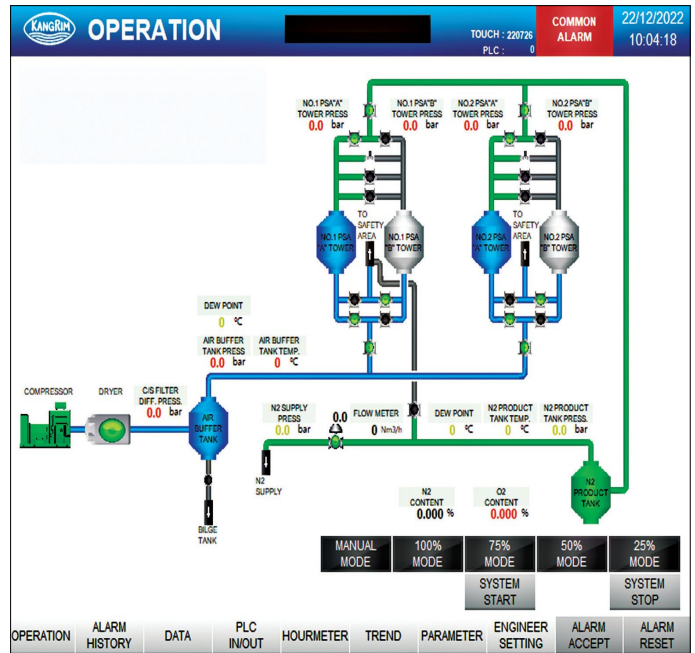 KANGRIM
OPERATION
TOUCH : 220726
PLC : 0
COMMON
ALARM
22/12/2022
10:04:18
NO.1 PSA"A"
TOWER PRESS
0.0 bar
NO.1 PSA"B"
TOWER PRESS
0.0 bar
NO.2 PSA"A"
TOWER PRESS
0.0 bar
NO.2 PSA"B"
TOWER PRESS
0.0 bar
NO.1 PSA
"A" TOWER
TO
SAFETY
AREA
NO.1 PSA
"B" TOWER
NO.2 PSA
"A" TOWER
TO
SAFETY
AREA
NO.2 PSA
"B" TOWER
DEW POINT
0 ℃
AIR BUFFER
TANK PRESS
0.0 bar
AIR BUFFER
TANK TEMP.
0 ℃
COMPRESSOR
DRYER
C/S FILTER
DIFF. PRESS.
0.0 bar
AIR
BUFFER
TANK
BILGE
TANK
N2 SUPPLY
PRESS
0.0 bar
0.0
FLOW METER
0 Nm3/h
DEW POINT
0 ℃
N2 PRODUCT
TANK TEMP.
0 ℃
N2 PRODUCT
TANK PRESS.
0.0 bar
N2
SUPPLY
N2
CONTENT
0.000 %
O2
CONTENT
0.000 %
N2
PRODUCT
TANK
MANUAL
MODE
100%
MODE
75%
MODE
50%
MODE
25%
MODE
SYSTEM
START
SYSTEM
STOP
OPERATION
ALARM
HISTORY
DATA
PLC
IN/OUT
HOURMETER
TREND
PARAMETER
ENGINEER
SETTING
ALARM
ACCEPT
ALARM
RESET